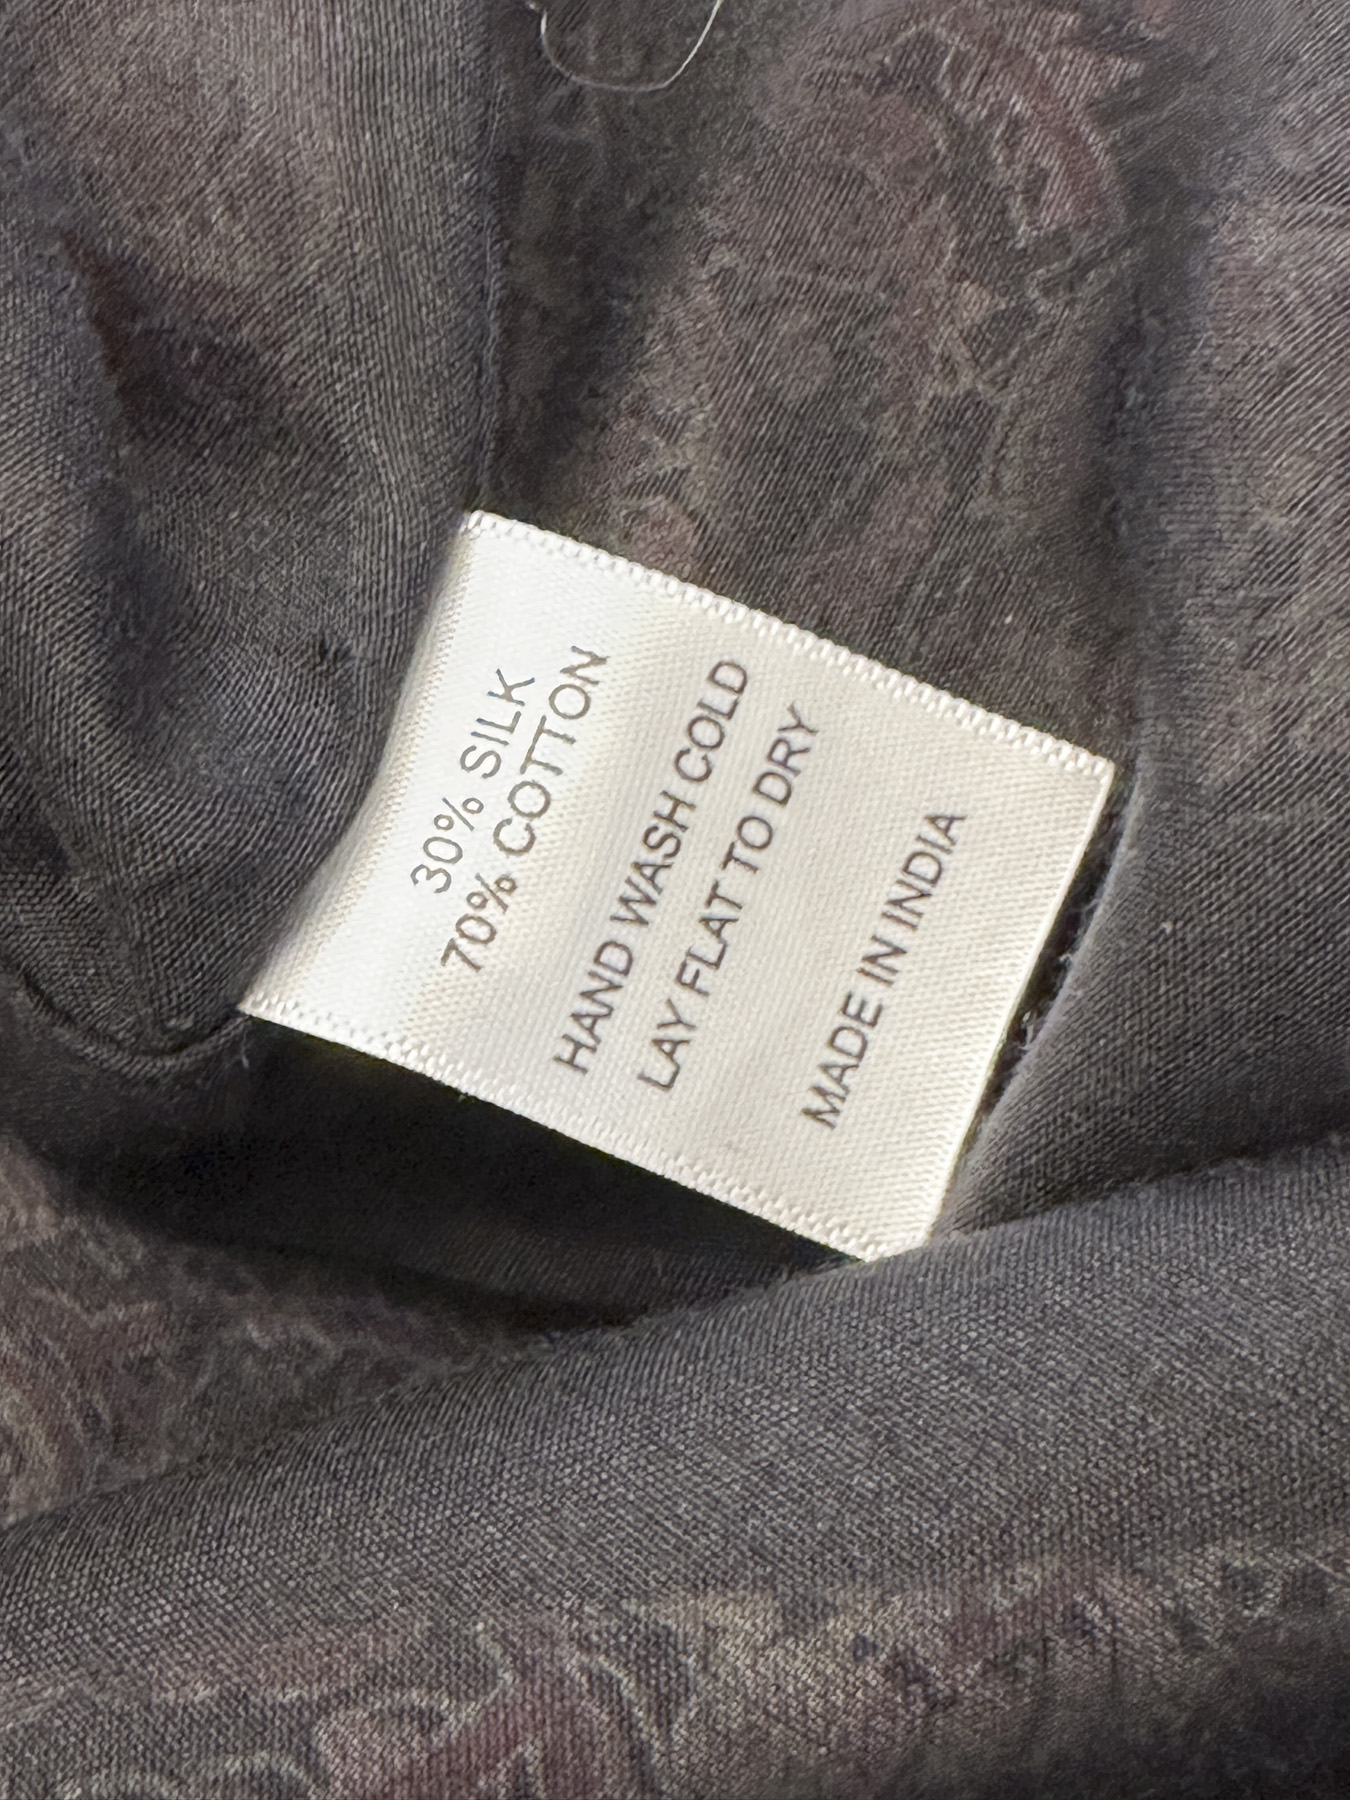 30% SILK
70% COTTON
HAND WASH COLD
LAY FLAT TO DRY
MADE IN INDIA